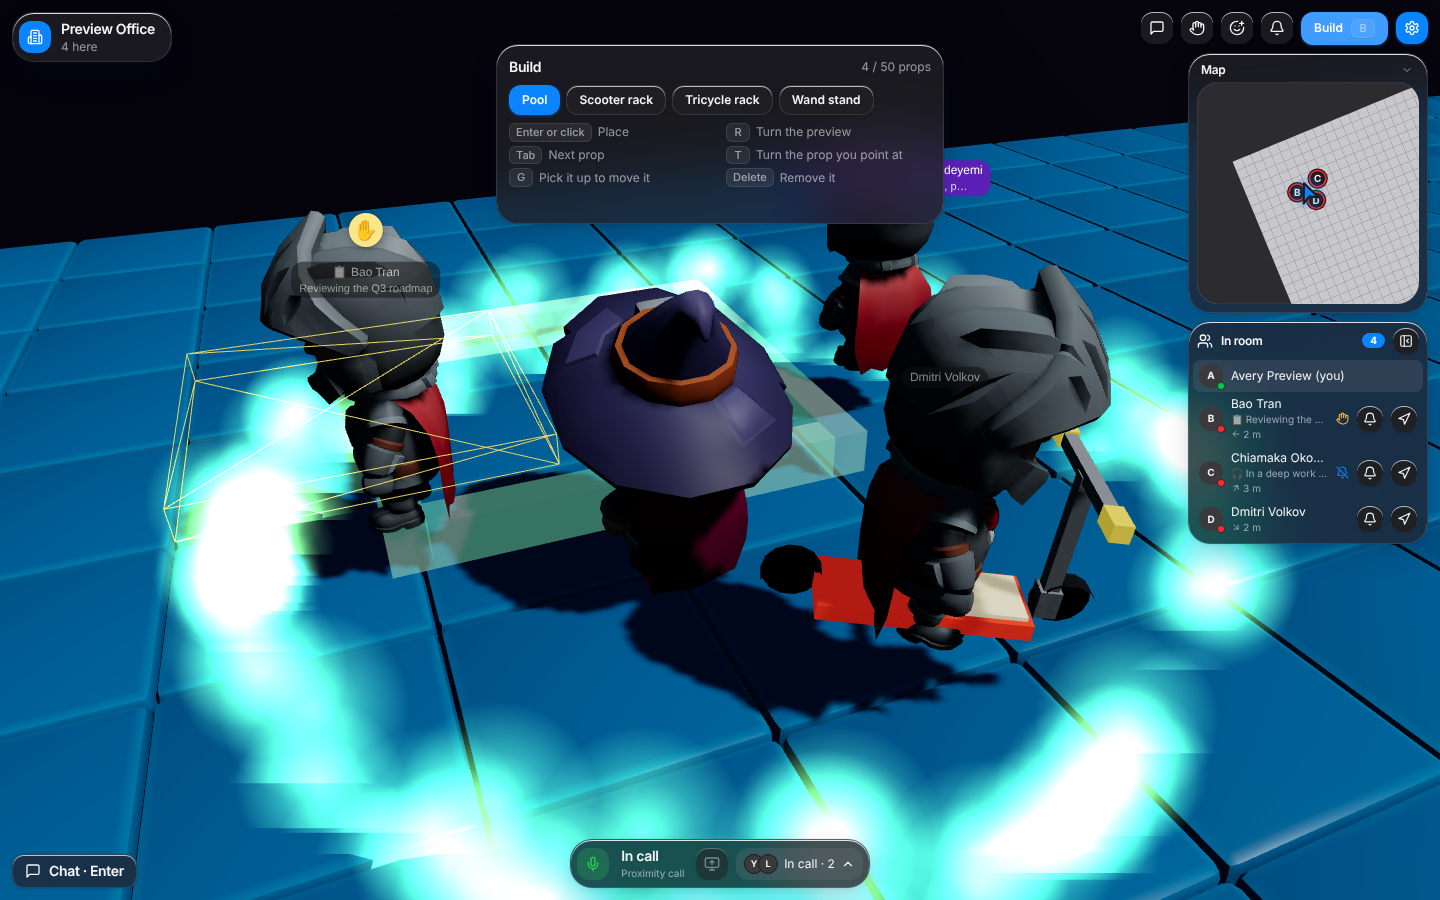 Preview Office
4 here
Build B
Build
4 / 50 props
Pool
Scooter rack
Tricycle rack
Wand stand
Enter or click Place
R Turn the preview
Tab Next prop
T Turn the prop you point at
G Pick it up to move it
Delete Remove it
deyemi
, p...
Bao Tran
Reviewing the Q3 roadmap
Dmitri Volkov
Map
C
B
D
In room
4
A Avery Preview (you)
B Bao Tran
Reviewing the ...
← 2 m
C Chiamaka Oko...
In a deep work ...
↗ 3 m
D Dmitri Volkov
↘ 2 m
Chat · Enter
In call
Proximity call
Y L In call · 2